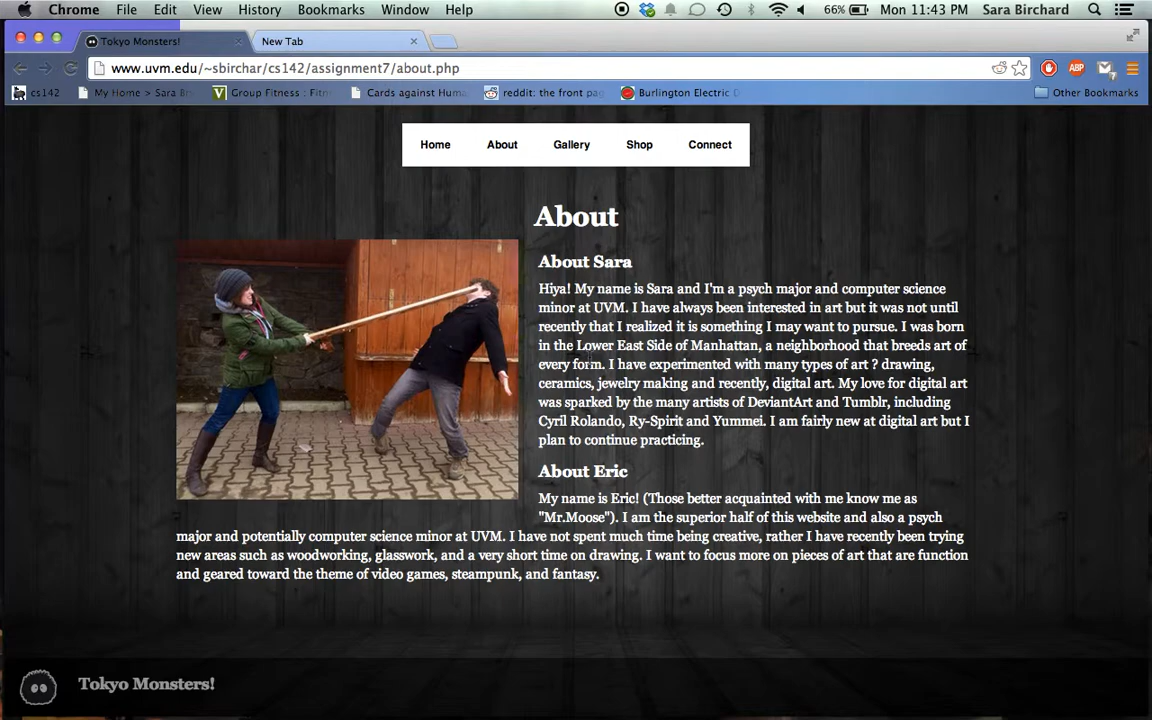 Chrome File Edit View History Bookmarks Window Help 66% Mon 11:43 PM Sara Birchard
Tokyo Monsters! New Tab
www.uvm.edu/~sbirchar/cs142/assignment7/about.php ABP
cs142 My Home > Sara Bi Group Fitness : Fitn Cards against Huma reddit: the front pag Burlington Electric D Other Bookmarks
Home About Gallery Shop Connect
About
About Sara
Hiya! My name is Sara and I'm a psych major and computer science
minor at UVM. I have always been interested in art but it was not until
recently that I realized it is something I may want to pursue. I was born
in the Lower East Side of Manhattan, a neighborhood that breeds art of
every form. I have experimented with many types of art ? drawing,
ceramics, jewelry making and recently, digital art. My love for digital art
was sparked by the many artists of DeviantArt and Tumblr, including
Cyril Rolando, Ry-Spirit and Yummei. I am fairly new at digital art but I
plan to continue practicing.
About Eric
My name is Eric! (Those better acquainted with me know me as
"Mr.Moose"). I am the superior half of this website and also a psych
major and potentially computer science minor at UVM. I have not spent much time being creative, rather I have recently been trying
new areas such as woodworking, glasswork, and a very short time on drawing. I want to focus more on pieces of art that are function
and geared toward the theme of video games, steampunk, and fantasy.
Tokyo Monsters!